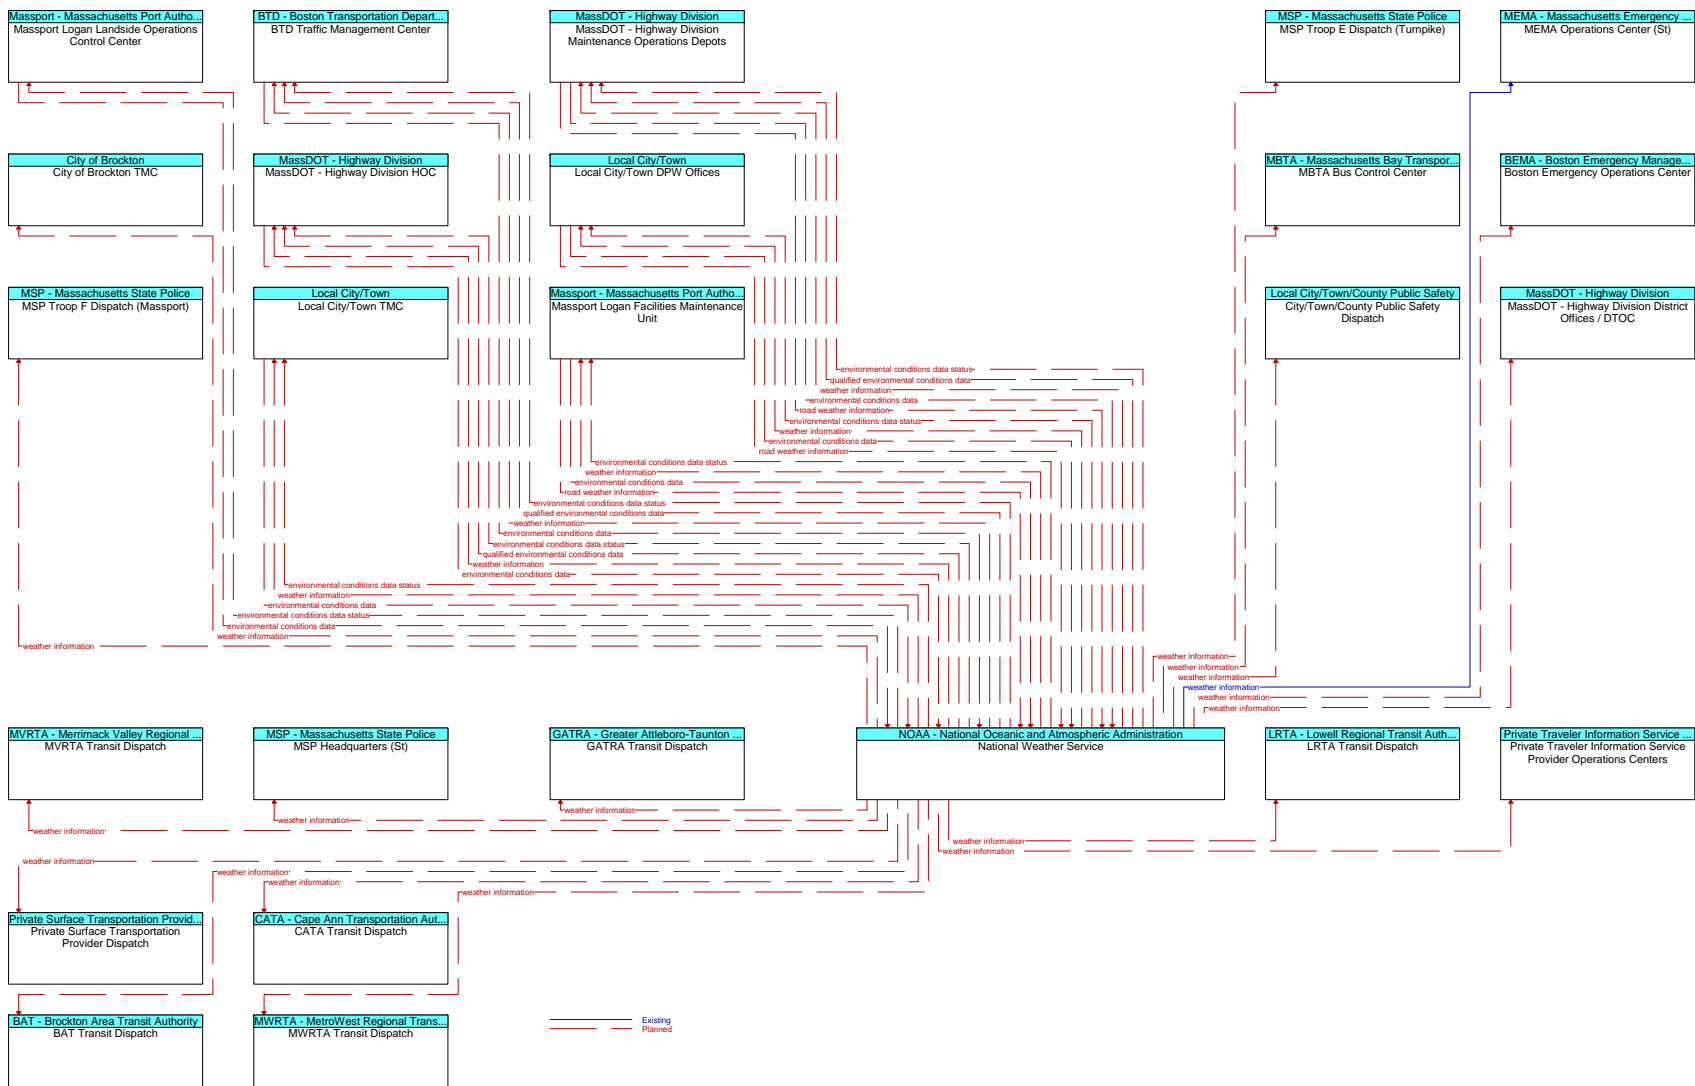 Massport - Massachusetts Port Autho...
Massport Logan Landside Operations
Control Center
BTD - Boston Transportation Depart...
BTD Traffic Management Center
MassDOT - Highway Division
MassDOT - Highway Division
Maintenance Operations Depots
MSP - Massachusetts State Police
MSP Troop E Dispatch (Turnpike)
MEMA - Massachusetts Emergency ...
MEMA Operations Center (St)
City of Brockton
City of Brockton TMC
MassDOT - Highway Division
MassDOT - Highway Division HOC
Local City/Town
Local City/Town DPW Offices
MBTA - Massachusetts Bay Transpor...
MBTA Bus Control Center
BEMA - Boston Emergency Manage...
Boston Emergency Operations Center
MSP - Massachusetts State Police
MSP Troop F Dispatch (Massport)
Local City/Town
Local City/Town TMC
Massport - Massachusetts Port Autho...
Massport Logan Facilities Maintenance
Unit
Local City/Town/County Public Safety
City/Town/County Public Safety
Dispatch
MassDOT - Highway Division
MassDOT - Highway Division District
Offices / DTOC
environmental conditions data status
qualified environmental conditions data
weather information
environmental conditions data
road weather information
environmental conditions data status
weather information
environmental conditions data
road weather information
environmental conditions data status
weather information
environmental conditions data
road weather information
environmental conditions data status
qualified environmental conditions data
weather information
environmental conditions data
environmental conditions data status
qualified environmental conditions data
weather information
environmental conditions data
environmental conditions data status
weather information
environmental conditions data
environmental conditions data status
environmental conditions data
weather information
weather information
weather information
weather information
weather information
weather information
weather information
weather information
MVRTA - Merrimack Valley Regional ...
MVRTA Transit Dispatch
MSP - Massachusetts State Police
MSP Headquarters (St)
GATRA - Greater Attleboro-Taunton ...
GATRA Transit Dispatch
NOAA - National Oceanic and Atmospheric Administration
National Weather Service
LRTA - Lowell Regional Transit Auth...
LRTA Transit Dispatch
Private Traveler Information Service ...
Private Traveler Information Service
Provider Operations Centers
weather information
weather information
weather information
weather information
weather information
weather information
weather information
weather information
weather information
Private Surface Transportation Provid...
Private Surface Transportation
Provider Dispatch
CATA - Cape Ann Transportation Aut...
CATA Transit Dispatch
BAT - Brockton Area Transit Authority
BAT Transit Dispatch
MWRTA - MetroWest Regional Trans...
MWRTA Transit Dispatch
Existing
Planned